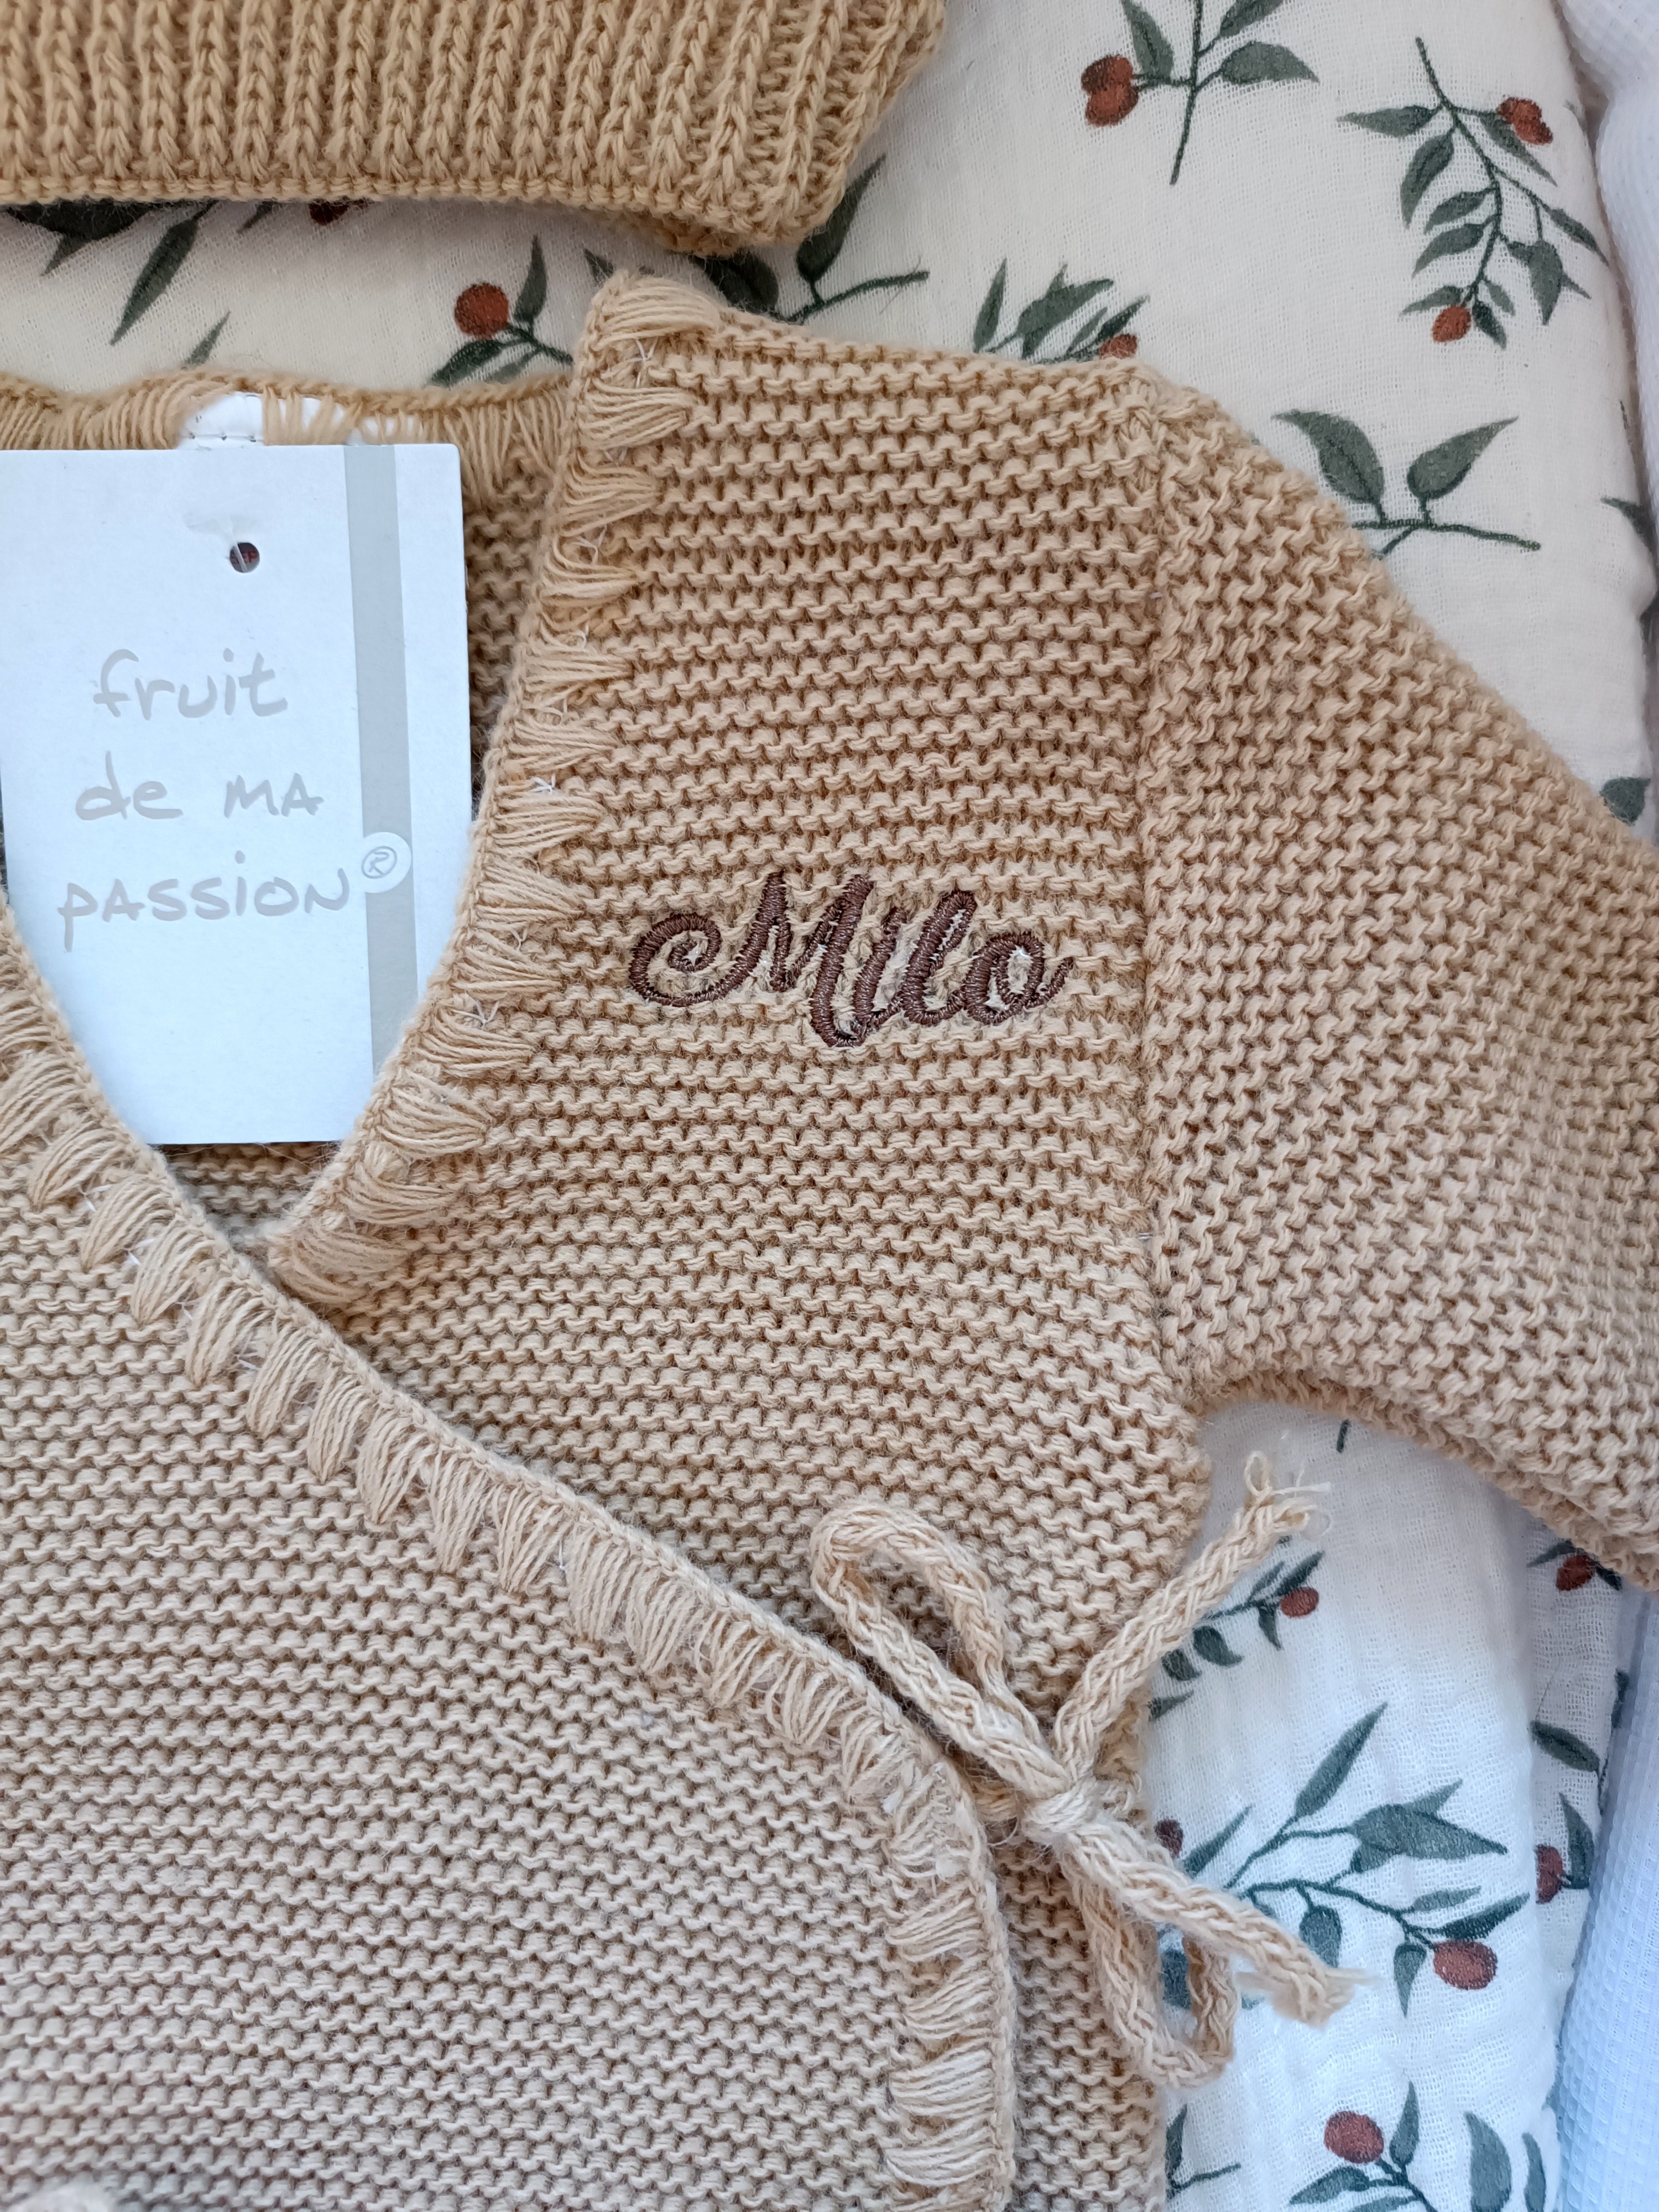 fruit
de MA
PASSION®
Milo